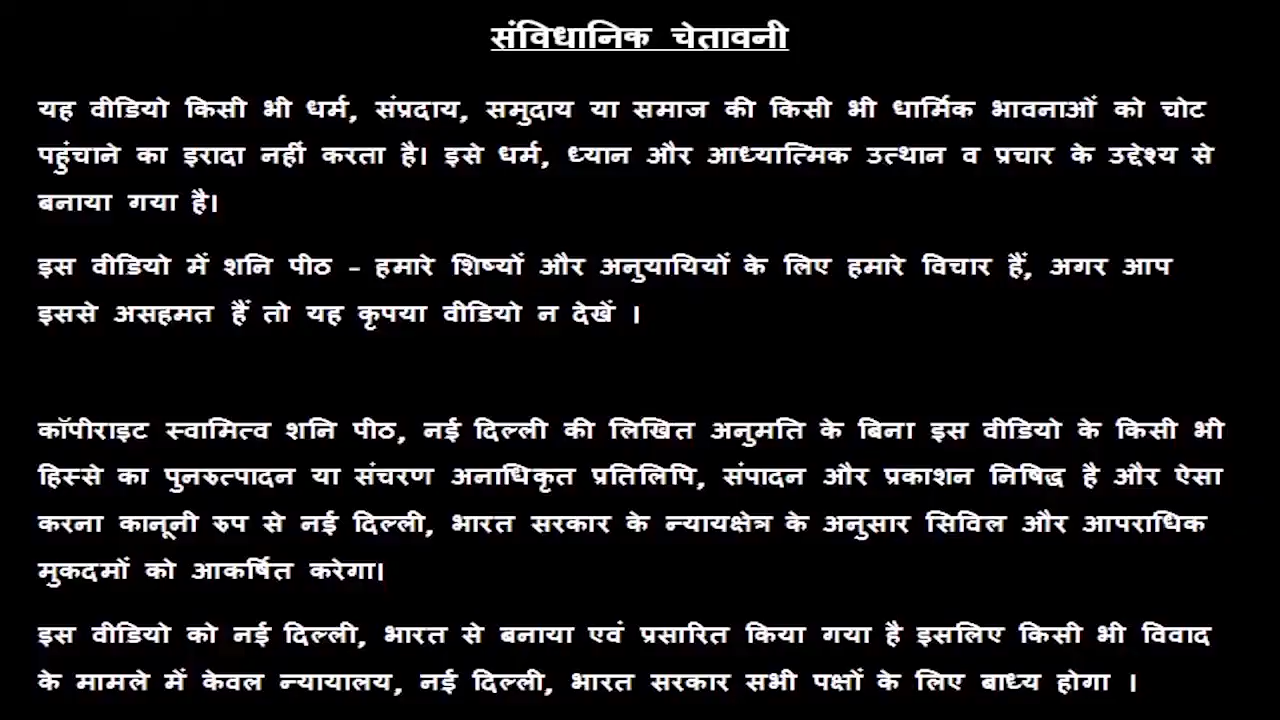 संविधानिक चेतावनी
यह वीडियो किसी भी धर्म, संप्रदाय, समुदाय या समाज की किसी भी धार्मिक भावनाओं को चोट
पहुंचाने का इरादा नहीं करता है। इसे धर्म, ध्यान और आध्यात्मिक उत्थान व प्रचार के उद्देश्य से
बनाया गया है।
इस वीडियो में शनि पीठ - हमारे शिष्यों और अनुयायियों के लिए हमारे विचार हैं, अगर आप
इससे असहमत हैं तो यह कृपया वीडियो न देखें ।
कॉपीराइट स्वामित्व शनि पीठ, नई दिल्ली की लिखित अनुमति के बिना इस वीडियो के किसी भी
हिस्से का पुनरुत्पादन या संचरण अनाधिकृत प्रतिलिपि, संपादन और प्रकाशन निषिद्ध है और ऐसा
करना कानूनी रुप से नई दिल्ली, भारत सरकार के न्यायक्षेत्र के अनुसार सिविल और आपराधिक
मुकदमों को आकर्षित करेगा।
इस वीडियो को नई दिल्ली, भारत से बनाया एवं प्रसारित किया गया है इसलिए किसी भी विवाद
के मामले में केवल न्यायालय, नई दिल्ली, भारत सरकार सभी पक्षों के लिए बाध्य होगा ।